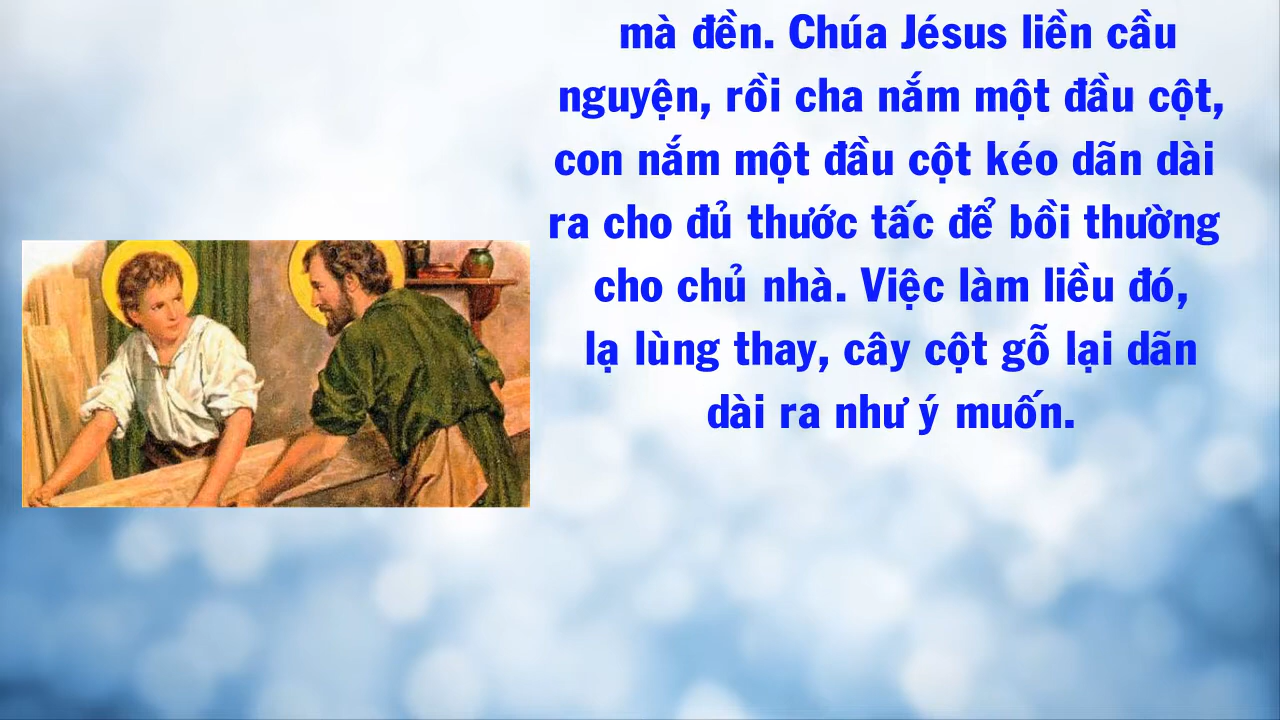 mà đền. Chúa Jésus liền cầu
nguyện, rồi cha nắm một đầu cột,
con nắm một đầu cột kéo dãn dài
ra cho đủ thước tấc để bồi thường
cho chủ nhà. Việc làm liều đó,
lạ lùng thay, cây cột gỗ lại dãn
dài ra như ý muốn.